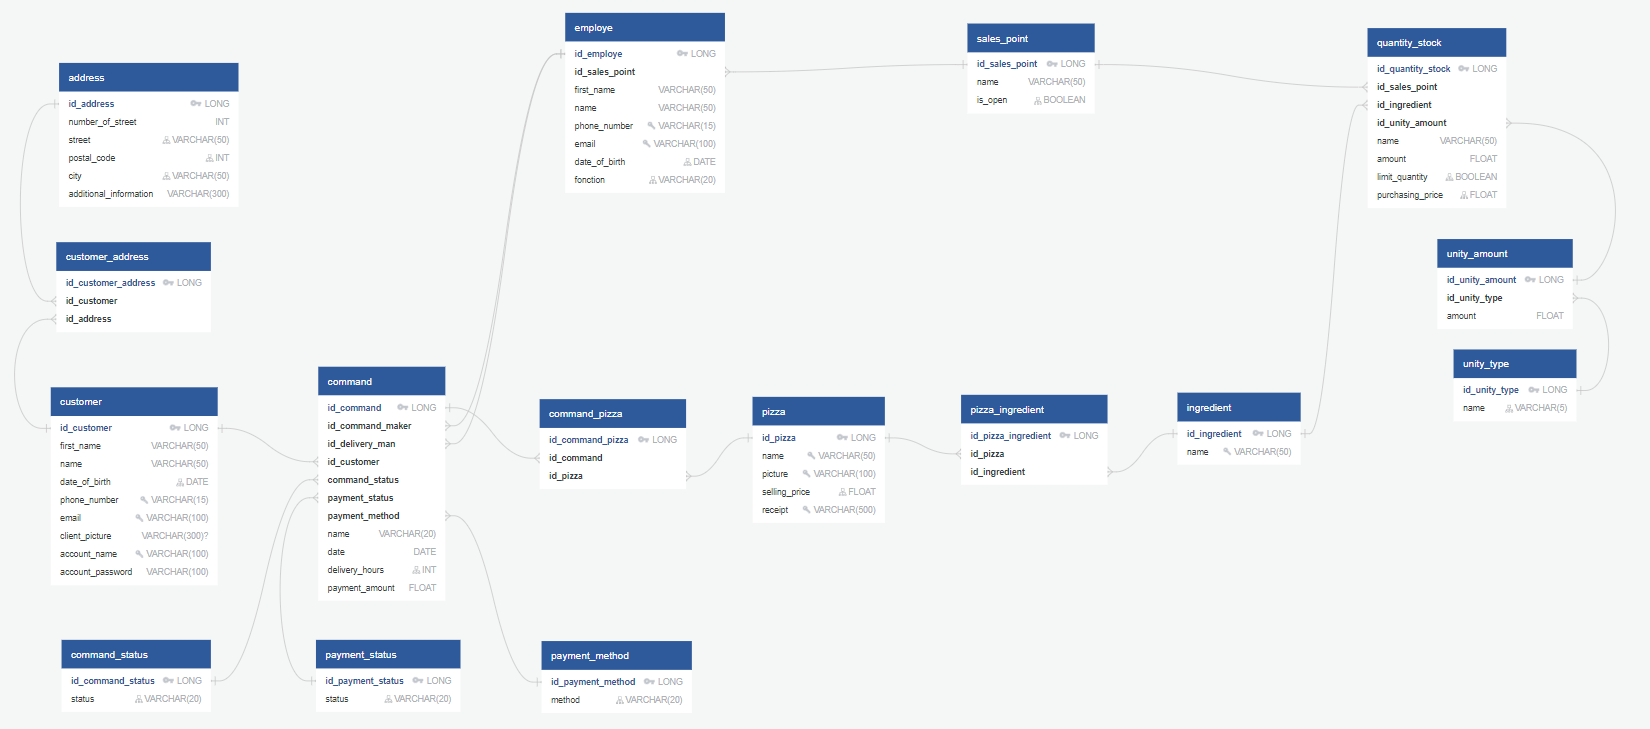 address
id_address LONG
number_of_street INT
street VARCHAR(50)
postal_code INT
city VARCHAR(50)
additional_information VARCHAR(300)
customer_address
id_customer_address LONG
id_customer
id_address
customer
id_customer LONG
first_name VARCHAR(50)
name VARCHAR(50)
date_of_birth DATE
phone_number VARCHAR(15)
email VARCHAR(100)
client_picture VARCHAR(300)?
account_name VARCHAR(100)
account_password VARCHAR(100)
command_status
id_command_status LONG
status VARCHAR(20)
command
id_command LONG
id_command_maker
id_delivery_man
id_customer
command_status
payment_status
payment_method
name VARCHAR(20)
date DATE
delivery_hours INT
payment_amount FLOAT
payment_status
id_payment_status LONG
status VARCHAR(20)
employe
id_employe LONG
id_sales_point
first_name VARCHAR(50)
name VARCHAR(50)
phone_number VARCHAR(15)
email VARCHAR(100)
date_of_birth DATE
fonction VARCHAR(20)
command_pizza
id_command_pizza LONG
id_command
id_pizza
payment_method
id_payment_method LONG
method VARCHAR(20)
pizza
id_pizza LONG
name VARCHAR(50)
picture VARCHAR(100)
selling_price FLOAT
receipt VARCHAR(500)
sales_point
id_sales_point LONG
name VARCHAR(50)
is_open BOOLEAN
pizza_ingredient
id_pizza_ingredient LONG
id_pizza
id_ingredient
ingredient
id_ingredient LONG
name VARCHAR(50)
quantity_stock
id_quantity_stock LONG
id_sales_point
id_ingredient
id_unity_amount
name VARCHAR(50)
amount FLOAT
limit_quantity BOOLEAN
purchasing_price FLOAT
unity_amount
id_unity_amount LONG
id_unity_type
amount FLOAT
unity_type
id_unity_type LONG
name VARCHAR(5)